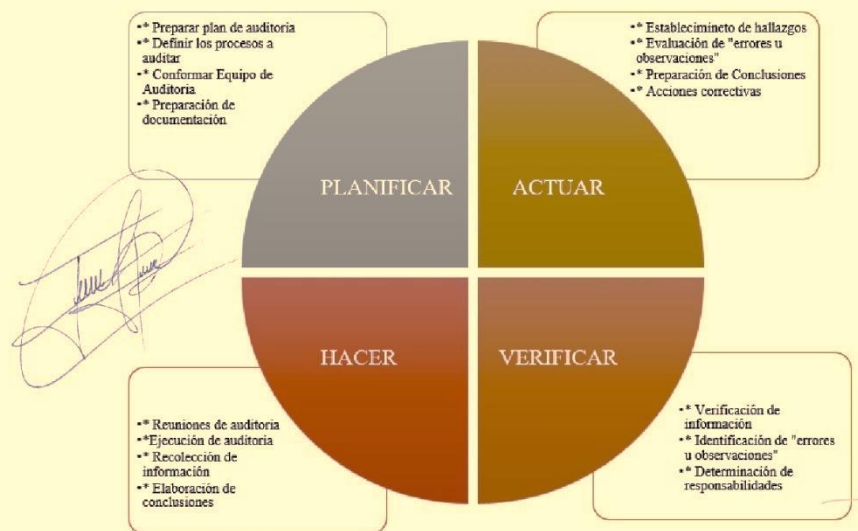 •* Preparar plan de auditoria
•* Definir los procesos a
auditar
•* Conformar Equipo de
Auditoria
•* Preparación de
documentación
•* Establecimineto de hallazgos
•* Evaluación de "errores u
observaciones"
•* Preparación de Conclusiones
•* Acciones correctivas
PLANIFICAR
ACTUAR
HACER
VERIFICAR
•* Reuniones de auditoria
•*Ejecución de auditoria
•* Recolección de
información
•* Elaboración de
conclusiones
•* Verificación de
información
•* Identificación de "errores
u observaciones"
•* Determinación de
responsabilidades